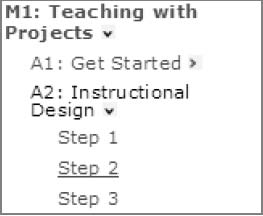 M1: Teaching with
Projects
A1: Get Started >
A2: Instructional
Design
Step 1
Step 2
Step 3